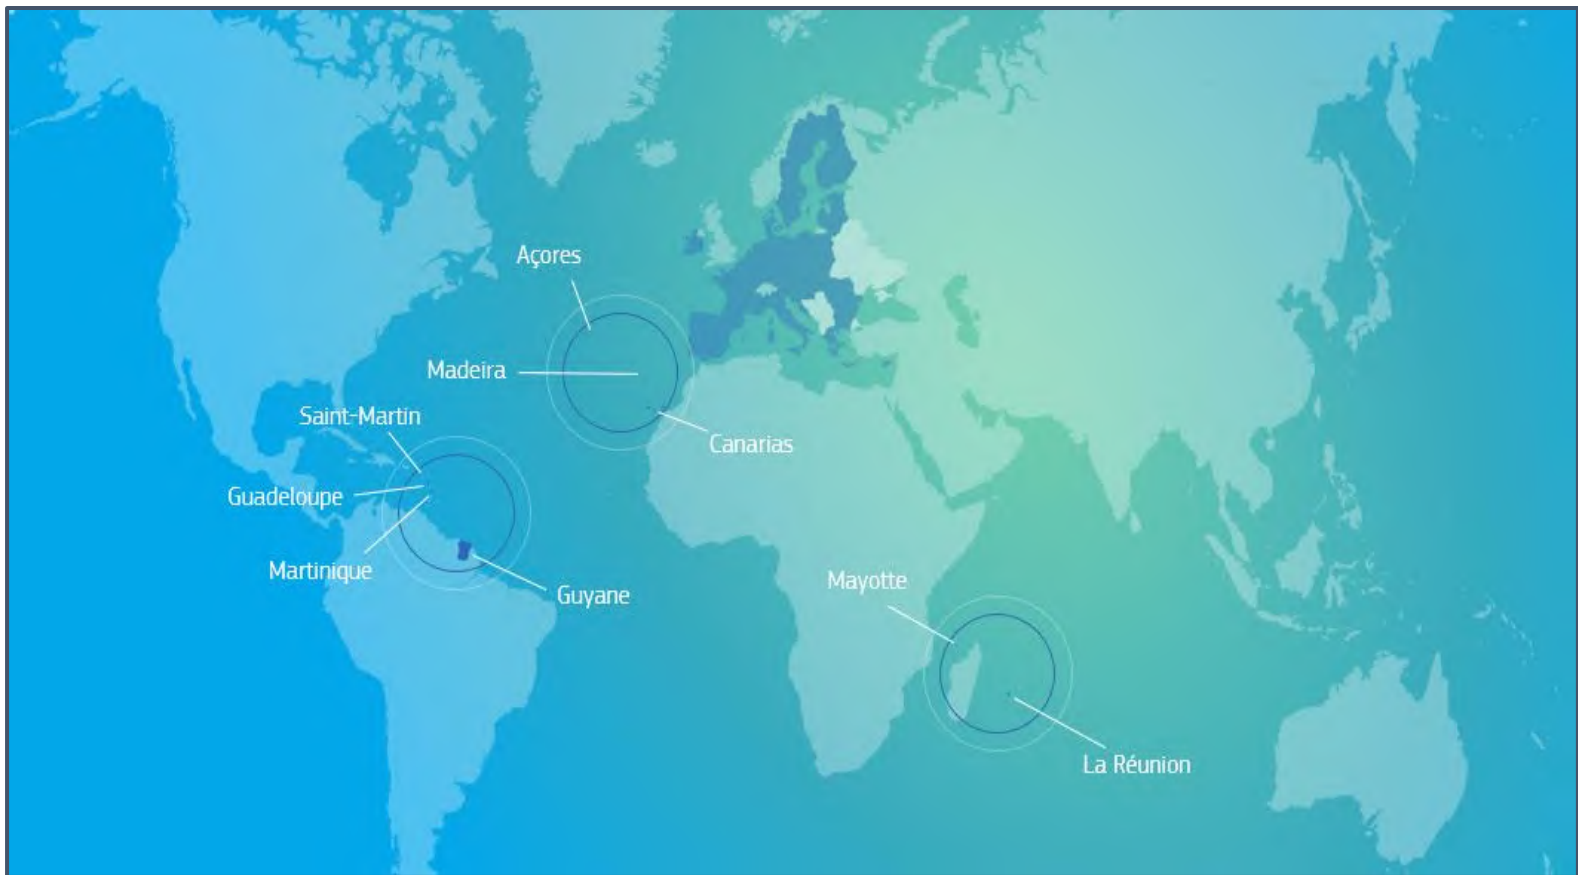 Açores
Madeira
Saint-Martin
Canarias
Guadeloupe
Martinique
Mayotte
Guyane
La Réunion